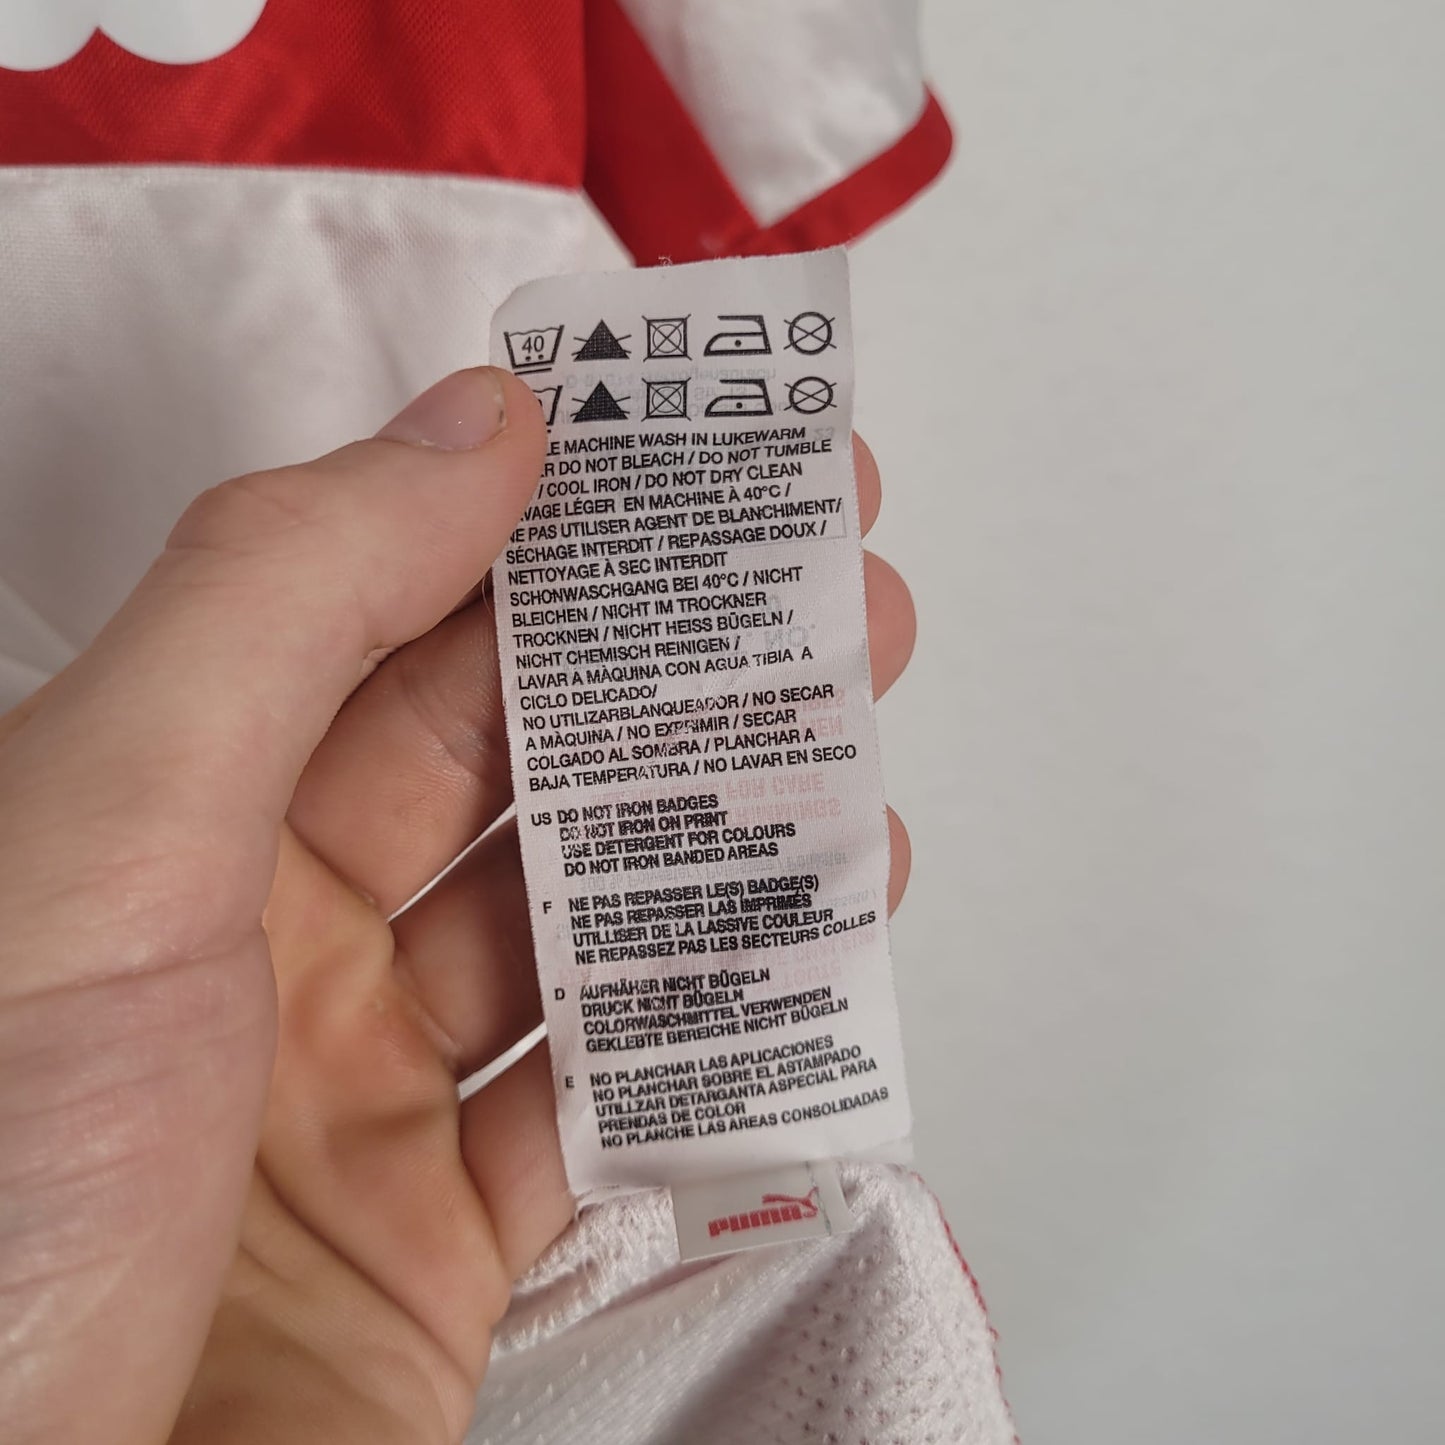 40
MACHINE WASH IN LUKEWARM
DO NOT BLEACH / DO NOT TUMBLE
/ COOL IRON / DO NOT DRY CLEAN
LÉGER EN MACHINE À 40°C /
NE PAS UTILISER AGENT DE BLANCHIMENT/
SÉCHAGE INTERDIT / REPASSAGE DOUX /
NETTOYAGE À SEC INTERDIT
SCHONWASCHGANG BEI 40°C / NICHT
BLEICHEN / NICHT IM TROCKNER
TROCKNEN / NICHT HEISS BÜGELN /
NICHT CHEMISCH REINIGEN /
LAVAR A MÀQUINA CON AGUA TIBIA A
CICLO DELICADO/
NO UTILIZARBLANQUEADOR / NO SECAR
A MÀQUINA / NO EXPRIMIR / SECAR
COLGADO AL SOMBRA / PLANCHAR A
BAJA TEMPERATURA / NO LAVAR EN SECO
US DO NOT IRON BADGES
DO NOT IRON ON PRINT
USE DETERGENT FOR COLOURS
DO NOT IRON BANDED AREAS
F NE PAS REPASSER LE(S) BADGE(S)
NE PAS REPASSER LAS IMPRIMÉS
UTILLISER DE LA LASSIVE COULEUR
NE REPASSEZ PAS LES SECTEURS COLLES
D AUFNÄHER NICHT BÜGELN
DRUCK NICHT BÜGELN
COLORWASCHMITTEL VERWENDEN
GEKLEBTE BEREICHE NICHT BÜGELN
E NO PLANCHAR LAS APLICACIONES
NO PLANCHAR SOBRE EL ASTAMPADO
UTILLZAR DETARGANTA ASPECIAL PARA
PRENDAS DE COLOR
NO PLANCHE LAS AREAS CONSOLIDADAS
PUMA